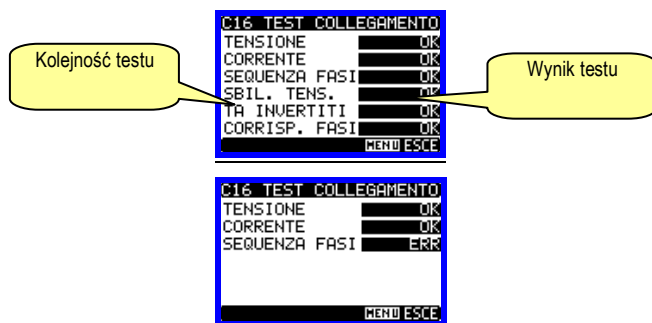 C16 TEST COLLEGAMENTO
TENSIONE OK
CORRENTE OK
SEQUENZA FASI OK
SBIL. TENS. OK
TA INVERTITI OK
CORRISP. FASI OK
MENU ESCE
Kolejność testu
Wynik testu
C16 TEST COLLEGAMENTO
TENSIONE OK
CORRENTE OK
SEQUENZA FASI ERR
MENU ESCE